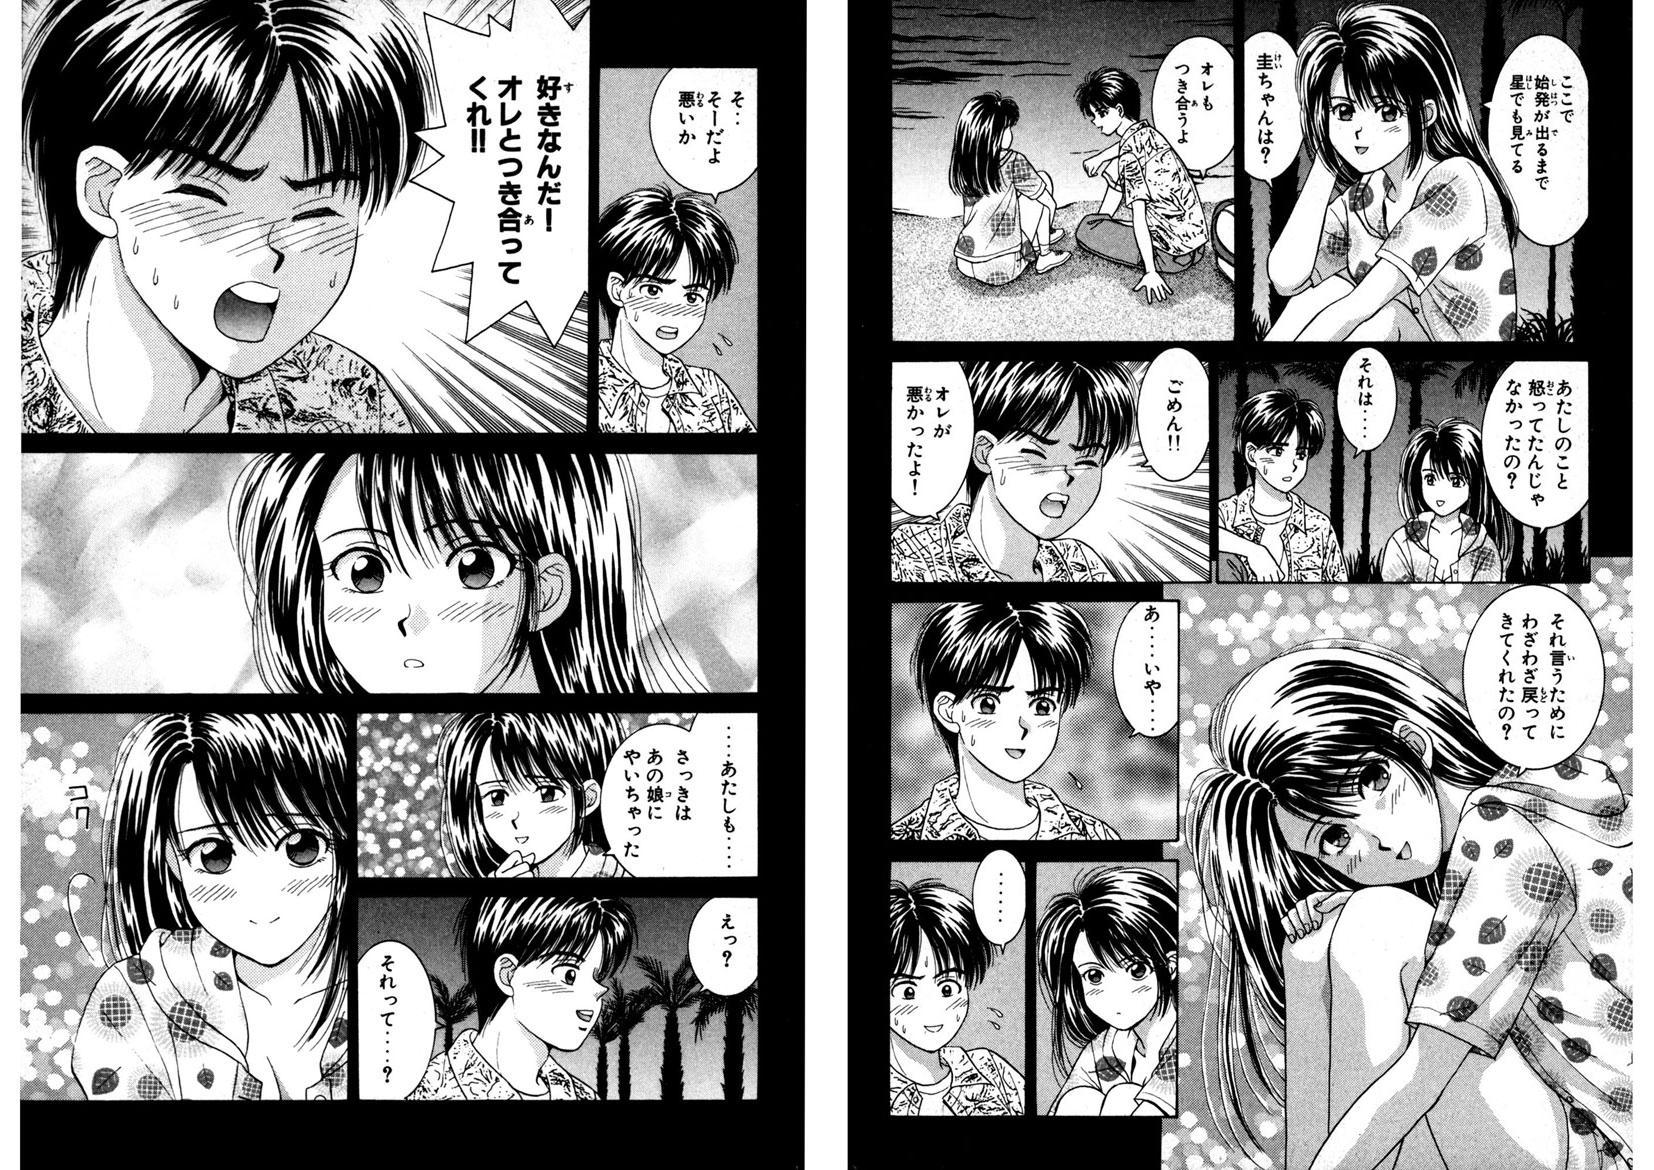 ここで
始発が出るまで
星でも見てる
圭ちゃんは?
オレも
つき合うよ
あたしのこと
怒ってたんじゃ
なかったの?
それは‥‥
ごめん!!
オレが
悪かったよ!
それ言うために
わざわざ戻って
きてくれたの?
あ‥‥いや‥‥
‥‥‥
そ‥
そーだよ
悪いか
好きなんだ!
オレとつき合って
くれ!!
‥‥あたしも‥‥
さっきは
あの娘に
やいちゃった
えっ?
それって‥‥‥?
ココ